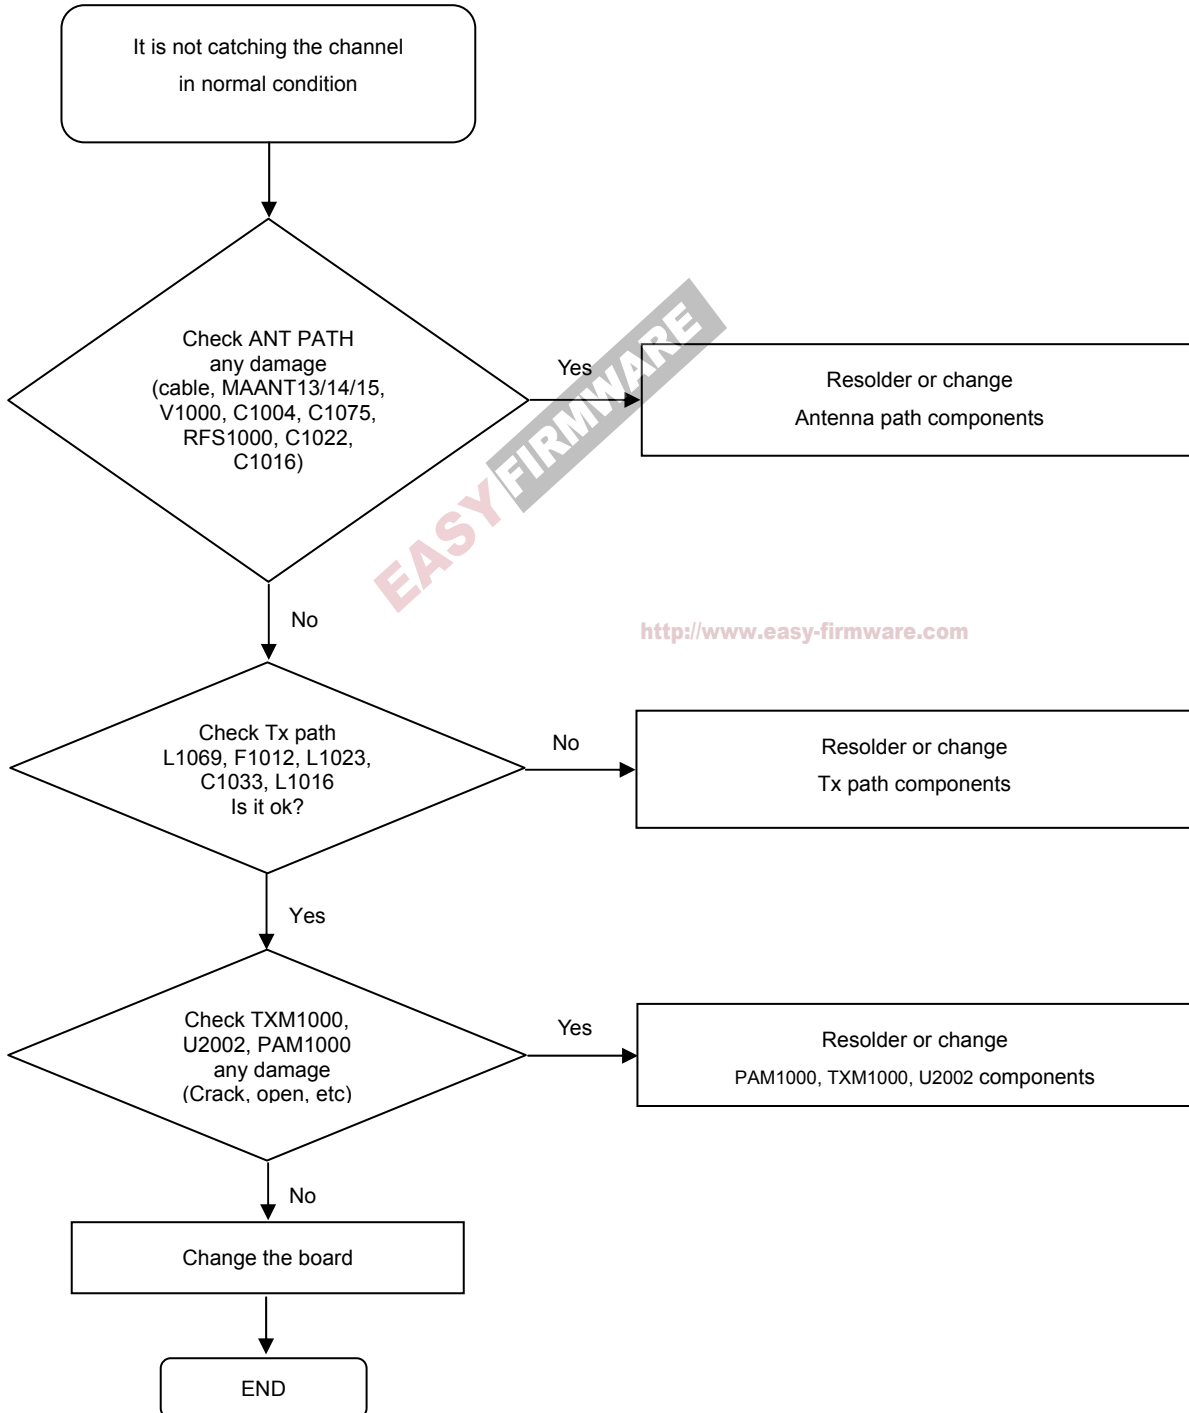 It is not catching the channel
in normal condition
Check ANT PATH
any damage
(cable, MAANT13/14/15,
V1000, C1004, C1075,
RFS1000, C1022,
C1016)
Yes
Resolder or change
Antenna path components
EASY FIRMWARE
No
http://www.easy-firmware.com
Check Tx path
L1069, F1012, L1023,
C1033, L1016
Is it ok?
No
Resolder or change
Tx path components
Yes
Check TXM1000,
U2002, PAM1000
any damage
(Crack, open, etc)
Yes
Resolder or change
PAM1000, TXM1000, U2002 components
No
Change the board
END